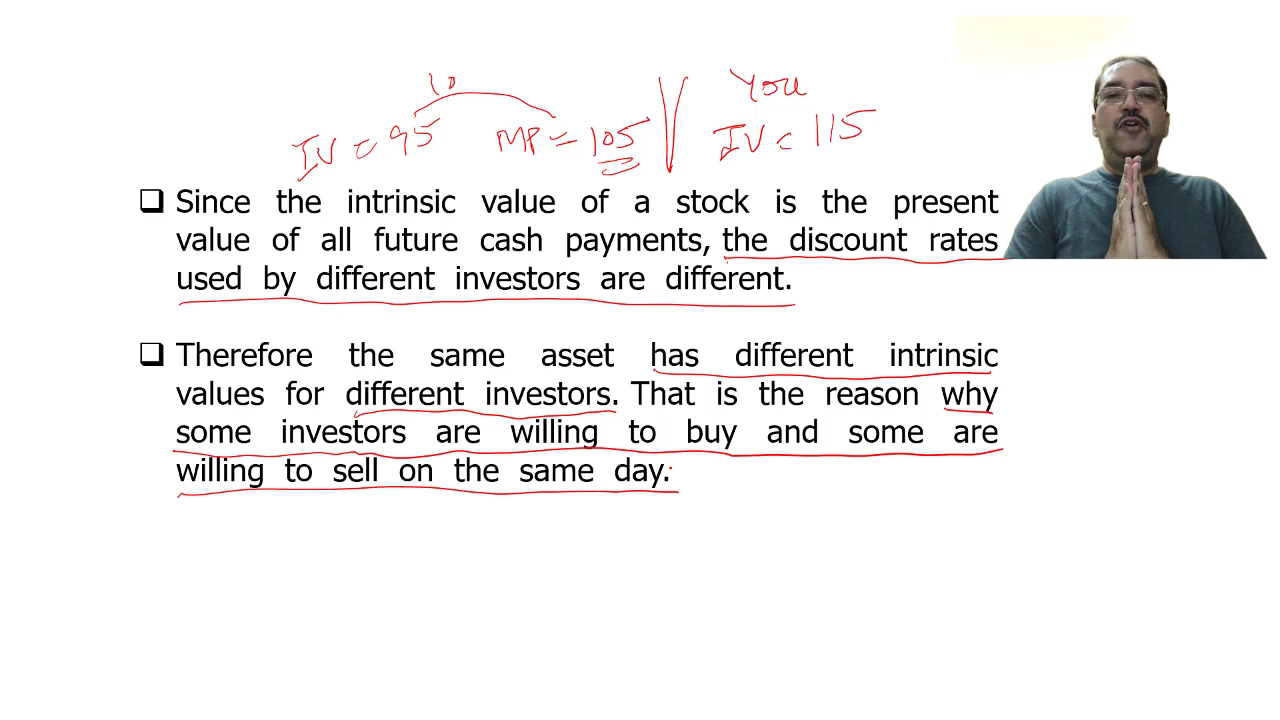 10
You
IV = 95 MP = 105 IV = 115
❑ Since the intrinsic value of a stock is the present
value of all future cash payments, the discount rates
used by different investors are different.
❑ Therefore the same asset has different intrinsic
values for different investors. That is the reason why
some investors are willing to buy and some are
willing to sell on the same day.